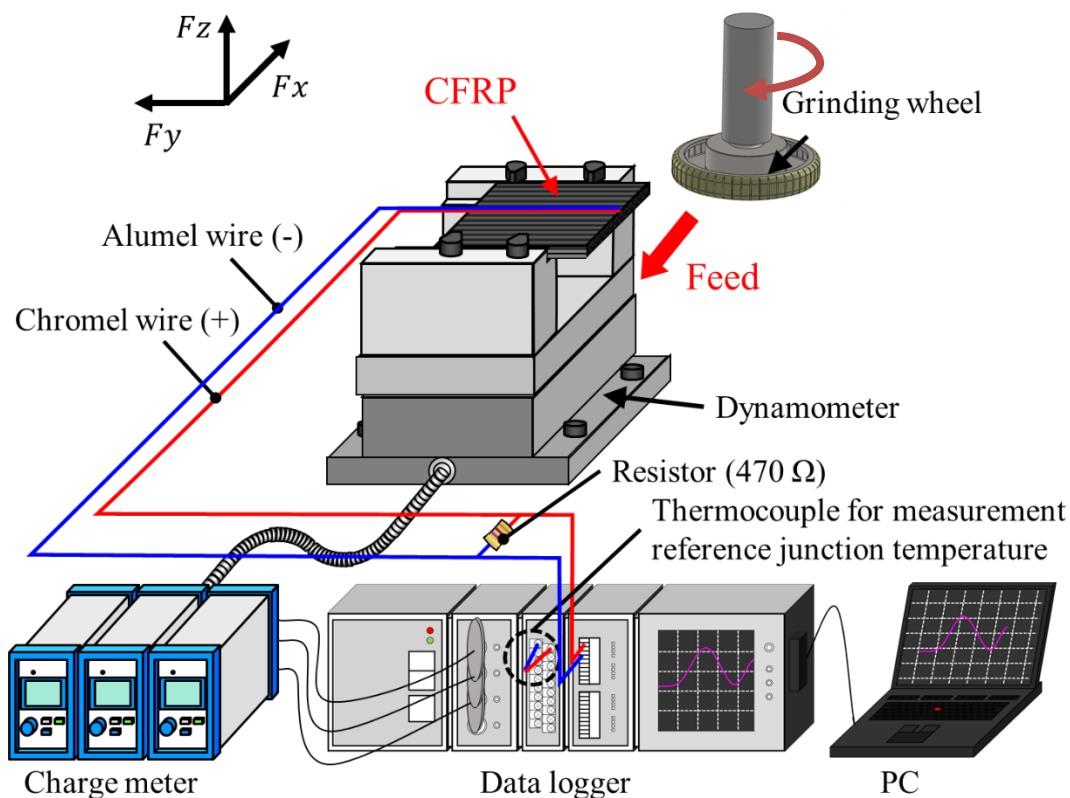 Fz
Fx
Fy
CFRP
Grinding wheel
Alumel wire (-)
Feed
Chromel wire (+)
Dynamometer
Resistor (470 Ω)
Thermocouple for measurement
reference junction temperature
Charge meter
Data logger
PC